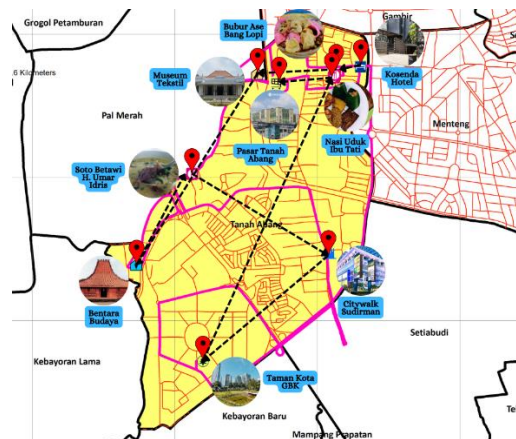 Grogol Petamburan
Gambir
Bubur Ase
Bang Lopi
.6 Kilometers
Museum
Tekstil
Kosenda
Hotel
Pal Merah
Menteng
Pasar Tanah
Abang
Nasi Uduk
Ibu Tati
Soto Betawi
H. Umar
Idris
Tanah Abang
Bentara
Budaya
Citywalk
Sudirman
Setiabudi
Kebayoran Lama
Taman Kota
GBK
Kebayoran Baru
Mampang Prapatan